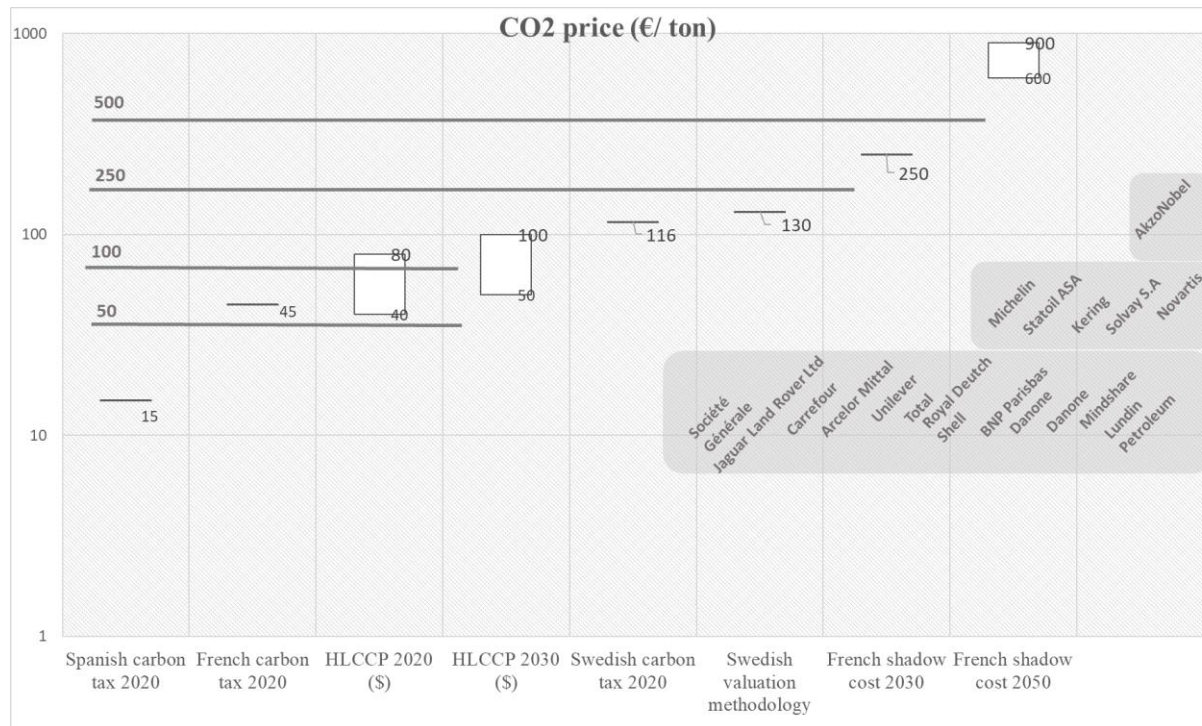 CO2 price (€/ ton)
1000
100
10
1
500
250
100
50
15
45
80
40
100
50
116
130
250
900
600
AkzoNobel
Michelin
Statoil ASA
Kering
Solvay S.A
Novartis
Société
Générale
Jaguar Land Rover Ltd
Carrefour
Arcelor Mittal
Unilever
Total
Royal Deutch
Shell
BNP Parisbas
Danone
Danone
Mindshare
Lundin
Petroleum
Spanish carbon
tax 2020
French carbon
tax 2020
HLCCP 2020
($)
HLCCP 2030
($)
Swedish carbon
tax 2020
Swedish
valuation
methodology
French shadow
cost 2030
French shadow
cost 2050